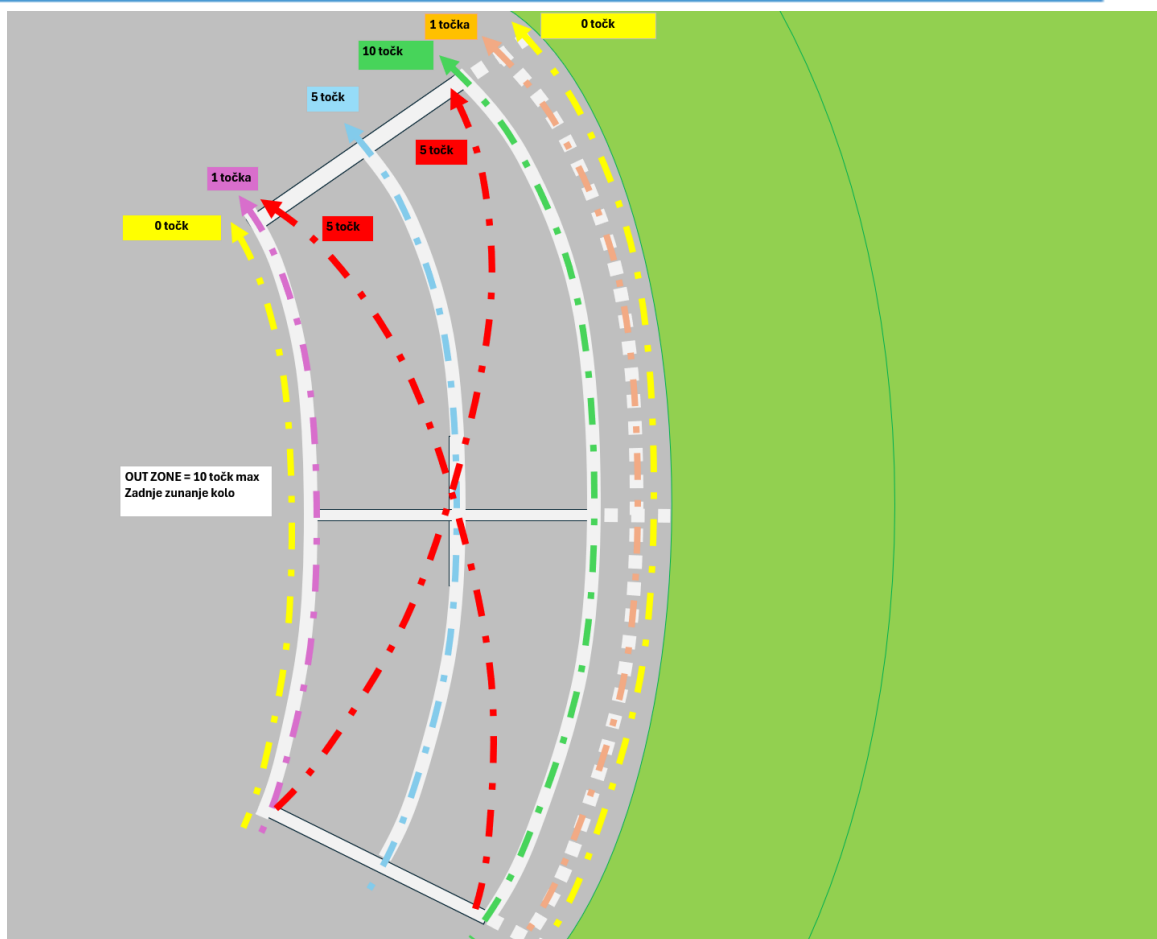 1 točka
0 točk
10 točk
5 točk
5 točk
1 točka
0 točk
5 točk
OUT ZONE = 10 točk max
Zadnje zunanje kolo